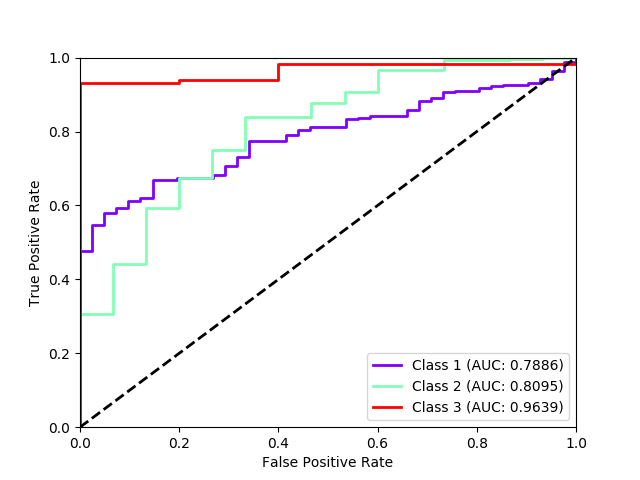 1.0
0.8
0.6
0.4
0.2
0.0
True Positive Rate
0.0 0.2 0.4 0.6 0.8 1.0
False Positive Rate
Class 1 (AUC: 0.7886)
Class 2 (AUC: 0.8095)
Class 3 (AUC: 0.9639)